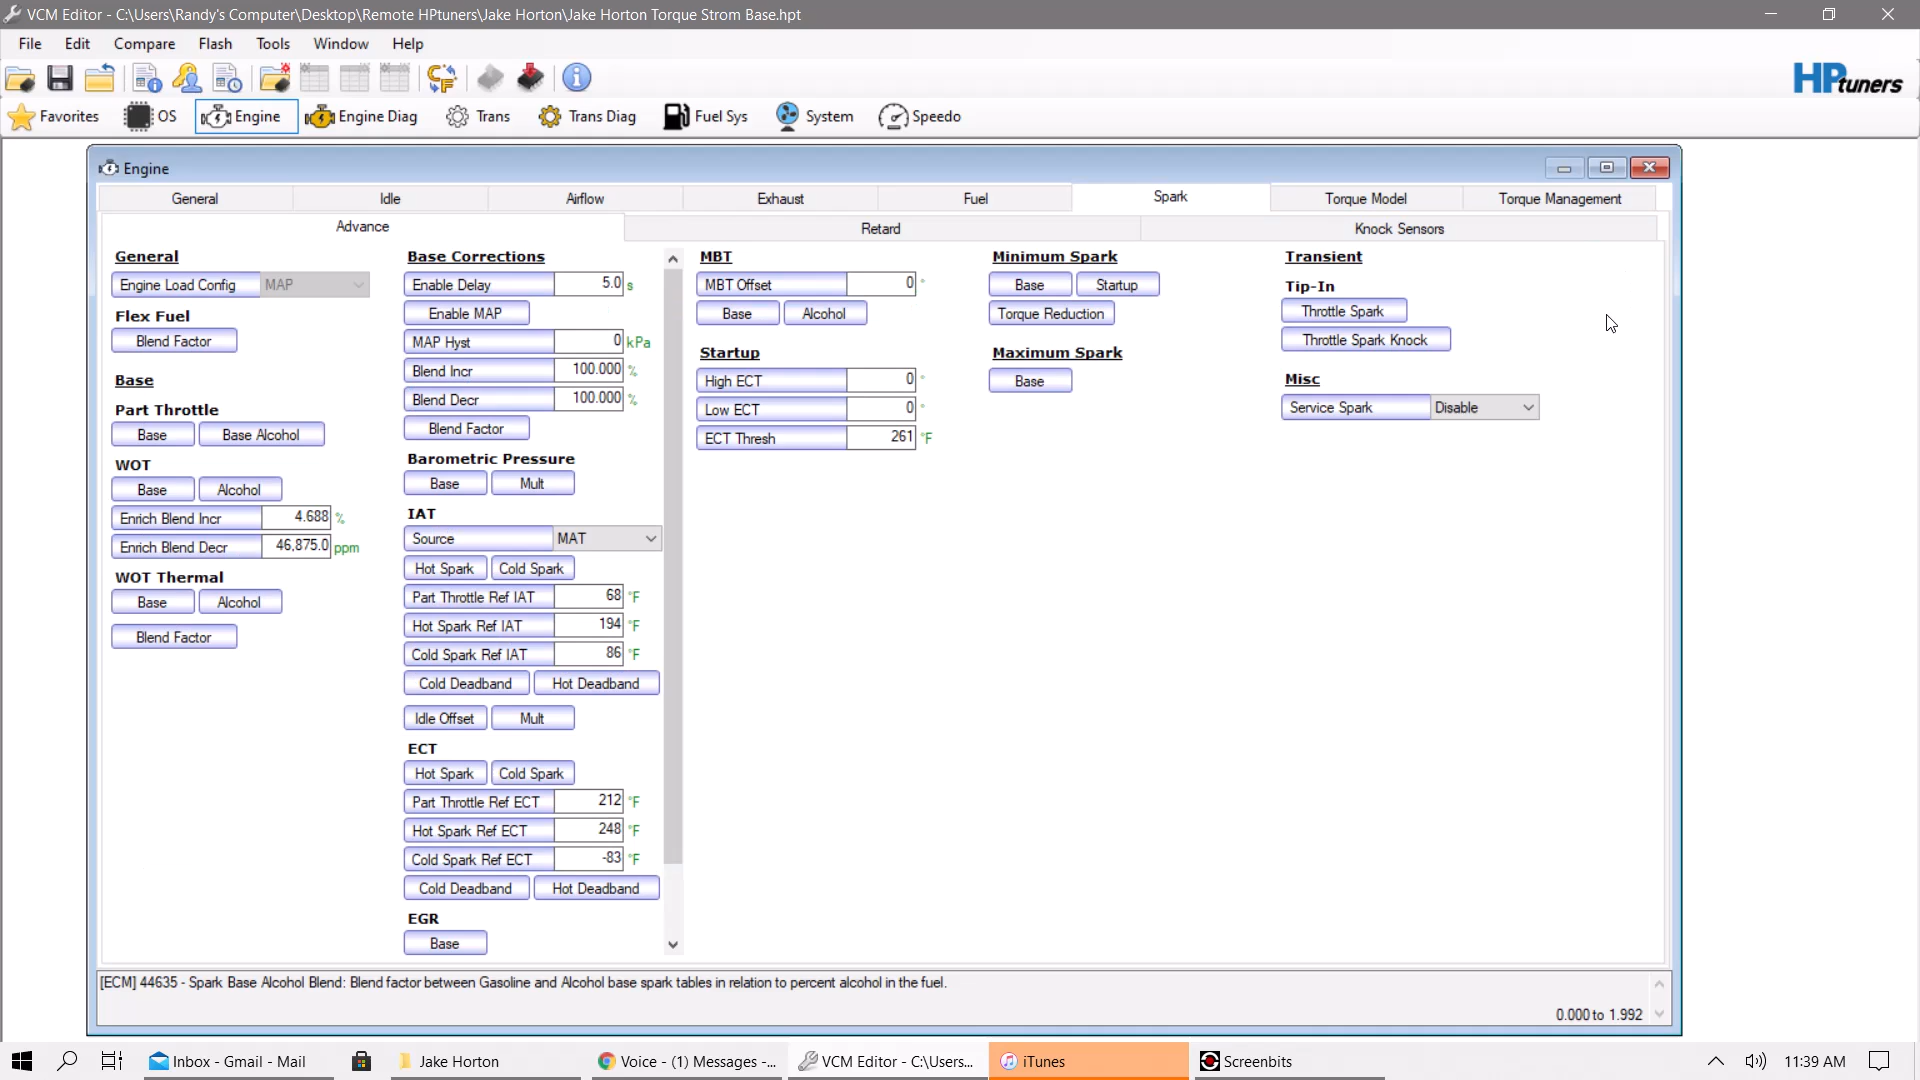 VCM Editor - C:\Users\Randy's Computer\Desktop\Remote HPtuners\Jake Horton\Jake Horton Torque Strom Base.hpt
File Edit Compare Flash Tools Window Help
HPtuners
Favorites OS Engine Engine Diag Trans Trans Diag Fuel Sys System Speedo
Engine
General Idle Airflow Exhaust Fuel Spark Torque Model Torque Management
Advance Retard Knock Sensors
General
Engine Load Config MAP
Flex Fuel
Blend Factor
Base
Part Throttle
Base Base Alcohol
WOT
Base Alcohol
Enrich Blend Incr 4.688 %
Enrich Blend Decr 46,875.0 ppm
WOT Thermal
Base Alcohol
Blend Factor
Base Corrections
Enable Delay 5.0 s
Enable MAP
MAP Hyst 0 kPa
Blend Incr 100.000 %
Blend Decr 100.000 %
Blend Factor
Barometric Pressure
Base Mult
IAT
Source MAT
Hot Spark Cold Spark
Part Throttle Ref IAT 68 °F
Hot Spark Ref IAT 194 °F
Cold Spark Ref IAT 86 °F
Cold Deadband Hot Deadband
Idle Offset Mult
ECT
Hot Spark Cold Spark
Part Throttle Ref ECT 212 °F
Hot Spark Ref ECT 248 °F
Cold Spark Ref ECT -83 °F
Cold Deadband Hot Deadband
EGR
Base
MBT
MBT Offset 0 °
Base Alcohol
Startup
High ECT 0 °
Low ECT 0 °
ECT Thresh 261 °F
Minimum Spark
Base Startup
Torque Reduction
Maximum Spark
Base
Transient
Tip-In
Throttle Spark
Throttle Spark Knock
Misc
Service Spark Disable
[ECM] 44635 - Spark Base Alcohol Blend: Blend factor between Gasoline and Alcohol base spark tables in relation to percent alcohol in the fuel.
0.000 to 1.992
Inbox - Gmail - Mail Jake Horton Voice - (1) Messages -... VCM Editor - C:\Users... iTunes Screenbits 11:39 AM